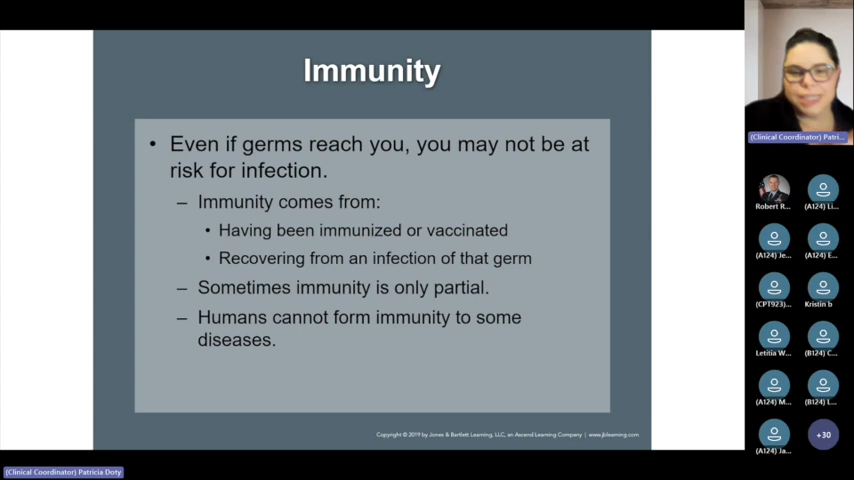 Immunity
• Even if germs reach you, you may not be at
risk for infection.
– Immunity comes from:
• Having been immunized or vaccinated
• Recovering from an infection of that germ
– Sometimes immunity is only partial.
– Humans cannot form immunity to some
diseases.
Copyright © 2019 by Jones & Bartlett Learning, LLC, an Ascend Learning Company | www.jblearning.com
(Clinical Coordinator) Patri...
Robert R... (A124) Li...
(A124) Je... (A124) E...
(CPT923)... Kristin b
Letitia W... (B124) C...
(A124) M... (B124) L...
(A124) Ja... +30
(Clinical Coordinator) Patricia Doty